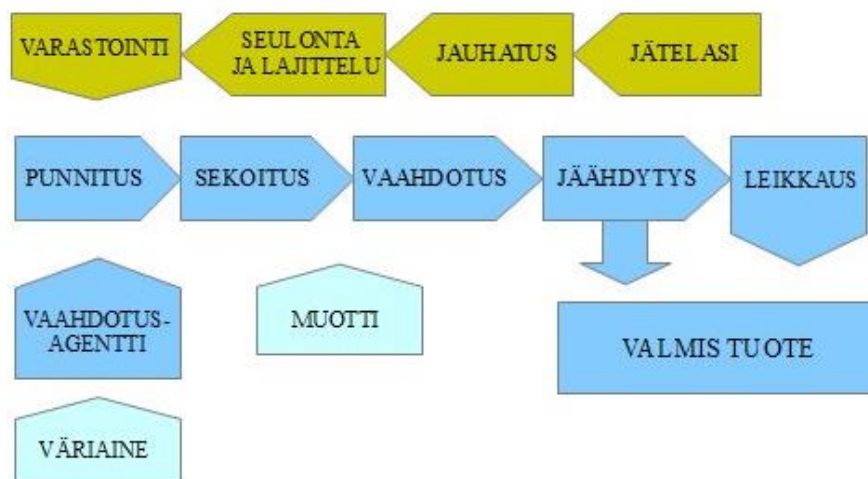 VARASTOINTI
SEULONTA
JA LAJITTELU
JAUHATUS
JÄTELASI
PUNNITUS
SEKOITUS
VAAHDOTUS
JÄÄHDYTYS
LEIKKAUS
VAAHDOTUS-
AGENTTI
MUOTTI
VALMIS TUOTE
VÄRIAINE